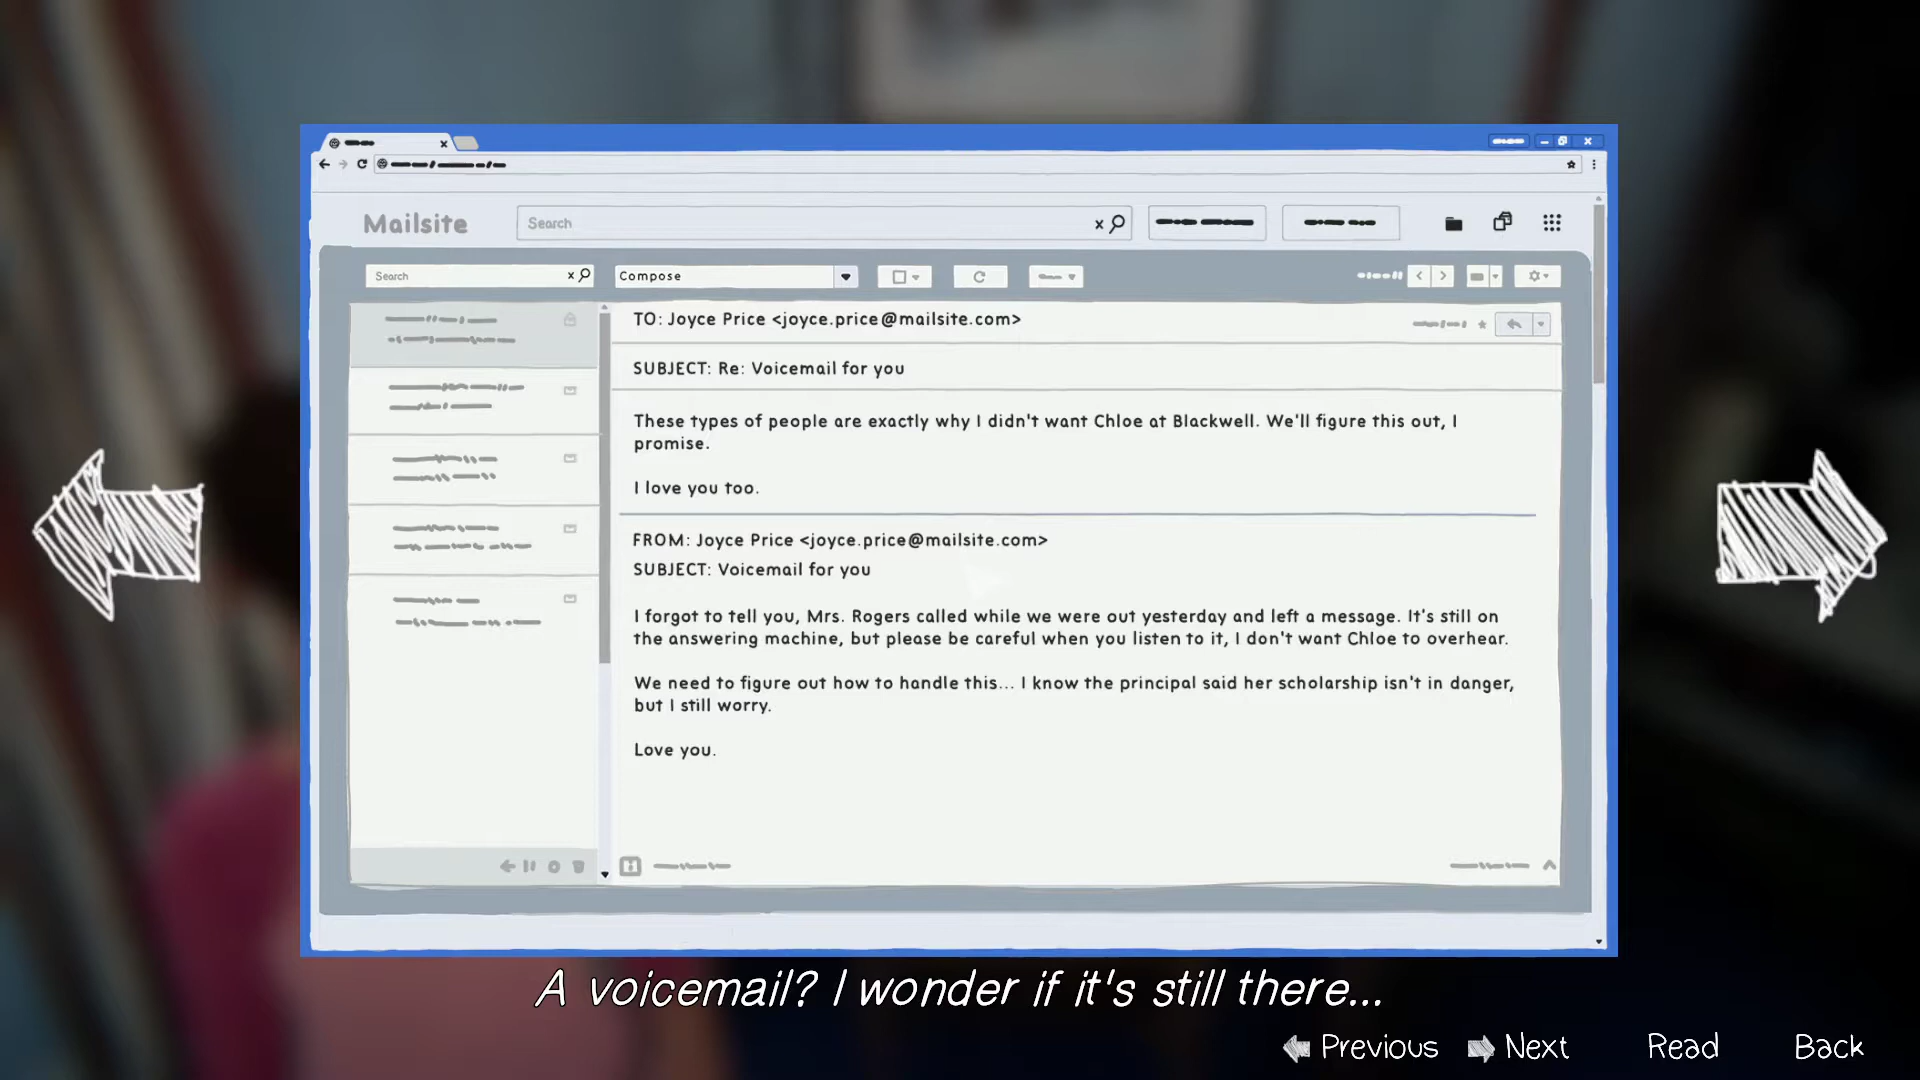 Mailsite
Search
Search
Compose
TO: Joyce Price <joyce.price@mailsite.com>
SUBJECT: Re: Voicemail for you
These types of people are exactly why I didn't want Chloe at Blackwell. We'll figure this out, I
promise.
I love you too.
FROM: Joyce Price <joyce.price@mailsite.com>
SUBJECT: Voicemail for you
I forgot to tell you, Mrs. Rogers called while we were out yesterday and left a message. It's still on
the answering machine, but please be careful when you listen to it, I don't want Chloe to overhear.
We need to figure out how to handle this... I know the principal said her scholarship isn't in danger,
but I still worry.
Love you.
A voicemail? I wonder if it's still there...
Previous Next Read Back